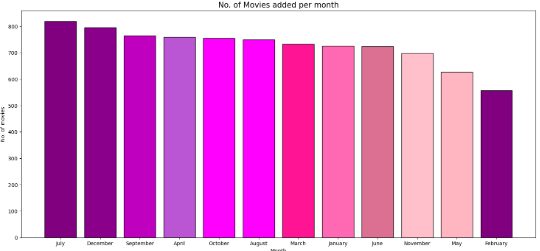 No. of Movies added per month
No. of movies
800
700
600
500
400
300
200
100
0
July December September April October August March January June November May February
Month